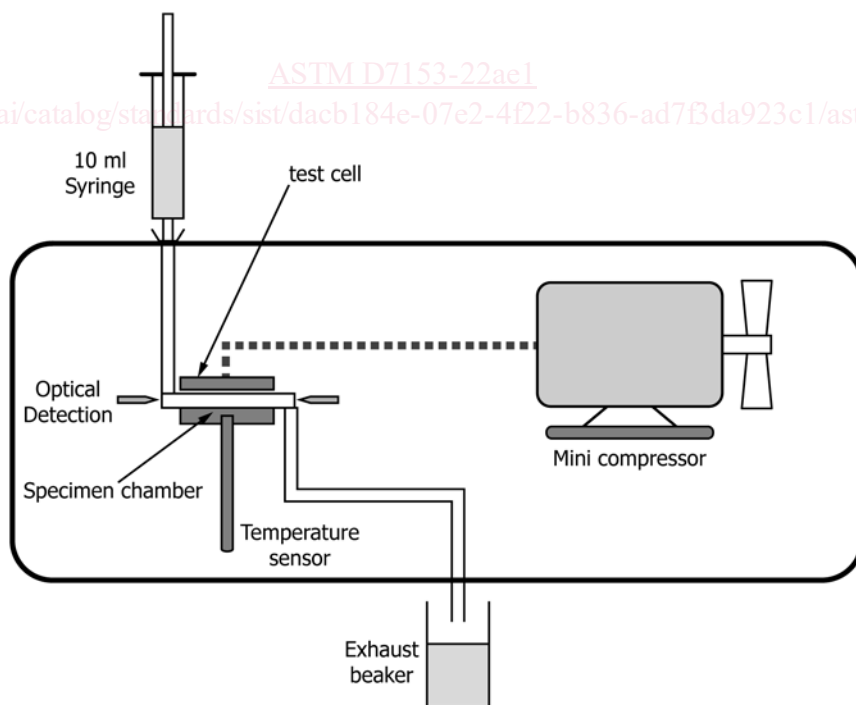 ASTM D7153-22ae1
ai/catalog/standards/sist/dacb184e-07e2-4f22-b836-ad7f3da923c1/ast
10 ml
Syringe
test cell
Optical
Detection
Specimen chamber
Mini compressor
Temperature
sensor
Exhaust
beaker